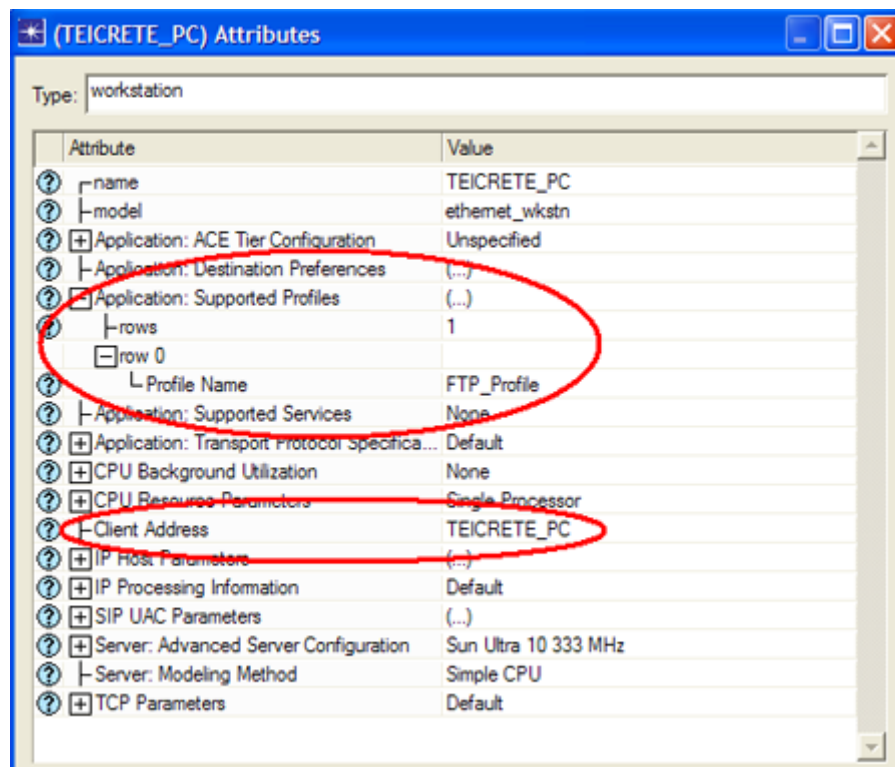 (TEICRETE_PC) Attributes
Type: workstation
Attribute Value
name TEICRETE_PC
model ethernet_wkstn
Application: ACE Tier Configuration Unspecified
Application: Destination Preferences (...)
Application: Supported Profiles (...)
rows 1
row 0
Profile Name FTP_Profile
Application: Supported Services None
Application: Transport Protocol Specifica... Default
CPU Background Utilization None
CPU Resource Parameters Single Processor
Client Address TEICRETE_PC
IP Host Parameters (...)
IP Processing Information Default
SIP UAC Parameters (...)
Server: Advanced Server Configuration Sun Ultra 10 333 MHz
Server: Modeling Method Simple CPU
TCP Parameters Default